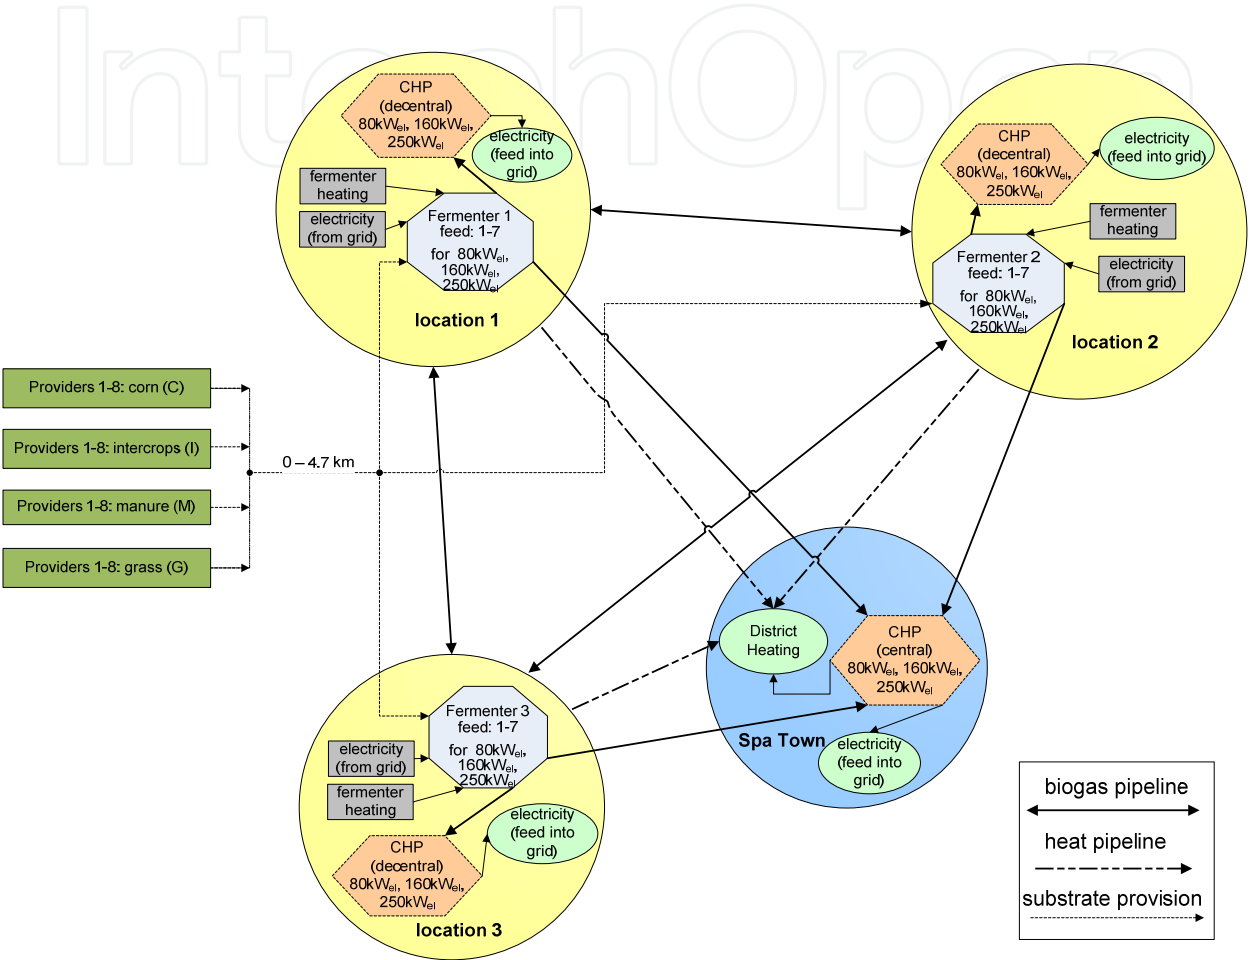 IntechOpen
CHP
(decentral)
80kWel, 160kWel,
250kWel
electricity
(feed into
grid)
fermenter
heating
electricity
(from grid)
Fermenter 1
feed: 1-7
for 80kWel,
160kWel,
250kWel
location 1
CHP
(decentral)
80kWel, 160kWel,
250kWel
electricity
(feed into grid)
fermenter
heating
electricity
(from grid)
Fermenter 2
feed: 1-7
for 80kWel,
160kWel,
250kWel
location 2
Providers 1-8: corn (C)
Providers 1-8: intercrops (I)
Providers 1-8: manure (M)
Providers 1-8: grass (G)
0 – 4.7 km
District
Heating
CHP
(central)
80kWel, 160kWel,
250kWel
Spa Town
electricity
(feed into
grid)
Fermenter 3
feed: 1-7
for 80kWel,
160kWel,
250kWel
electricity
(from grid)
fermenter
heating
electricity
(feed into
grid)
CHP
(decentral)
80kWel, 160kWel,
250kWel
location 3
biogas pipeline
heat pipeline
substrate provision